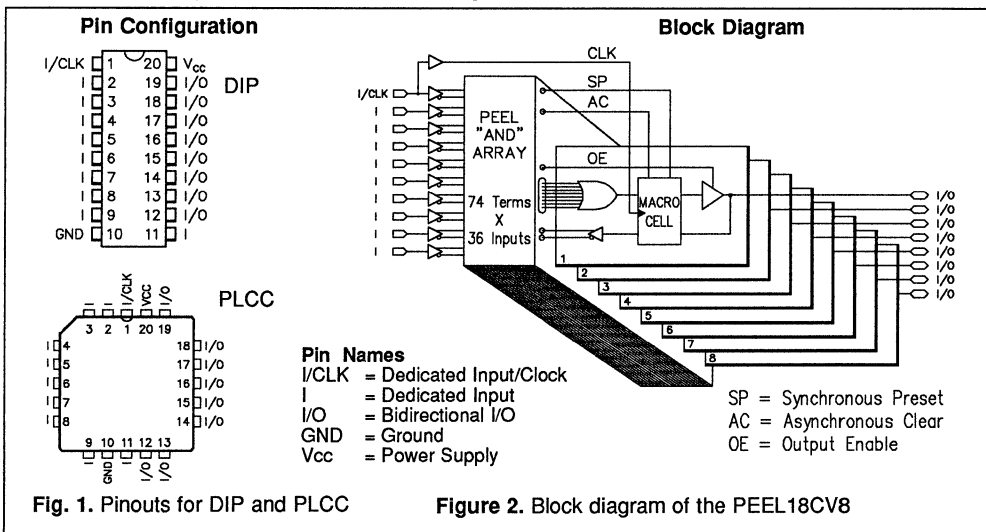 Pin Configuration
I/CLK 1 20 Vcc
I 2 19 I/O DIP
I 3 18 I/O
I 4 17 I/O
I 5 16 I/O
I 6 15 I/O
I 7 14 I/O
I 8 13 I/O
I 9 12 I/O
GND 10 11 I
PLCC
I I I/CLK VCC I/O
3 2 1 20 19
I 4 18 I/O
I 5 17 I/O
I 6 16 I/O
I 7 15 I/O
I 8 14 I/O
9 10 11 12 13
I GND I I/O I/O
Fig. 1. Pinouts for DIP and PLCC
Pin Names
I/CLK = Dedicated Input/Clock
I = Dedicated Input
I/O = Bidirectional I/O
GND = Ground
Vcc = Power Supply
Block Diagram
CLK
SP
AC
I/CLK
I
I
I
I
I
I
I
I
I
PEEL
"AND"
ARRAY
74 Terms
X
36 Inputs
OE
MACRO
CELL
1
2
3
4
5
6
7
8
I/O
I/O
I/O
I/O
I/O
I/O
I/O
I/O
SP = Synchronous Preset
AC = Asynchronous Clear
OE = Output Enable
Figure 2. Block diagram of the PEEL18CV8